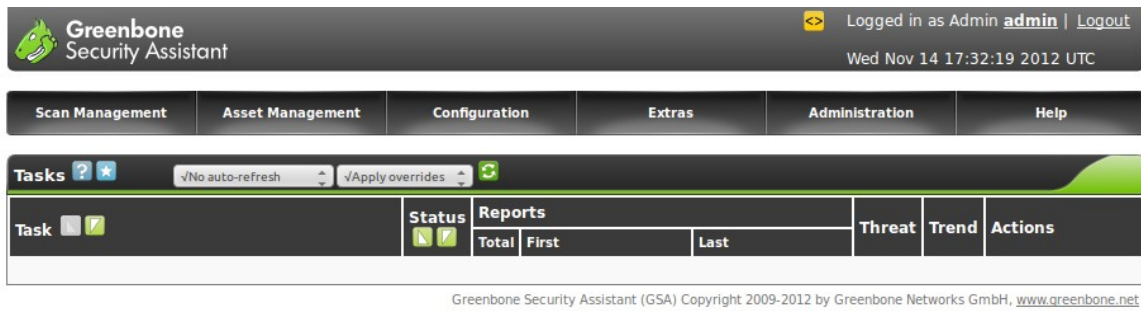 Greenbone
Security Assistant
<> Logged in as Admin admin | Logout
Wed Nov 14 17:32:19 2012 UTC
Scan Management Asset Management Configuration Extras Administration Help
Tasks ? √No auto-refresh √Apply overrides
Task Status Reports Threat Trend Actions
Total First Last
Greenbone Security Assistant (GSA) Copyright 2009-2012 by Greenbone Networks GmbH, www.greenbone.net